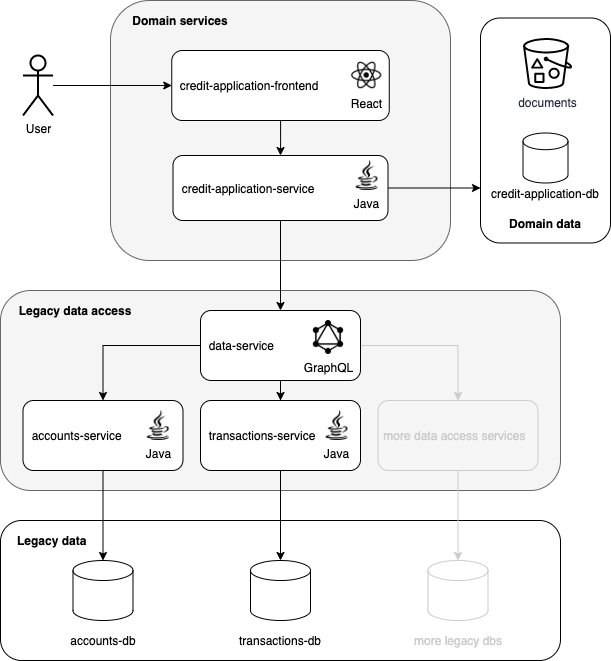 Domain services
credit-application-frontend
React
User
documents
credit-application-service
Java
credit-application-db
Domain data
Legacy data access
data-service
GraphQL
accounts-service
Java
transactions-service
Java
more data access services
Legacy data
accounts-db
transactions-db
more legacy dbs